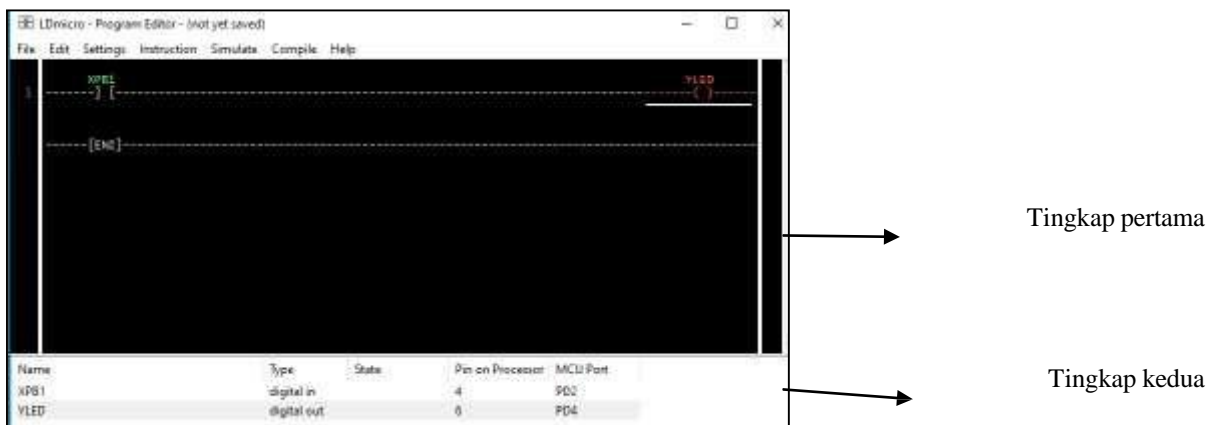 LDmicro - Program Editor - (not yet saved)
File Edit Settings Instruction Simulate Compile Help
XPB1 YLED
1 ------] [------ ------( )------
------[END]------
Tingkap pertama
Name Type State Pin on Processor MCU Port
XPB1 digital in 4 PD2
YLED digital out 6 PD4
Tingkap kedua